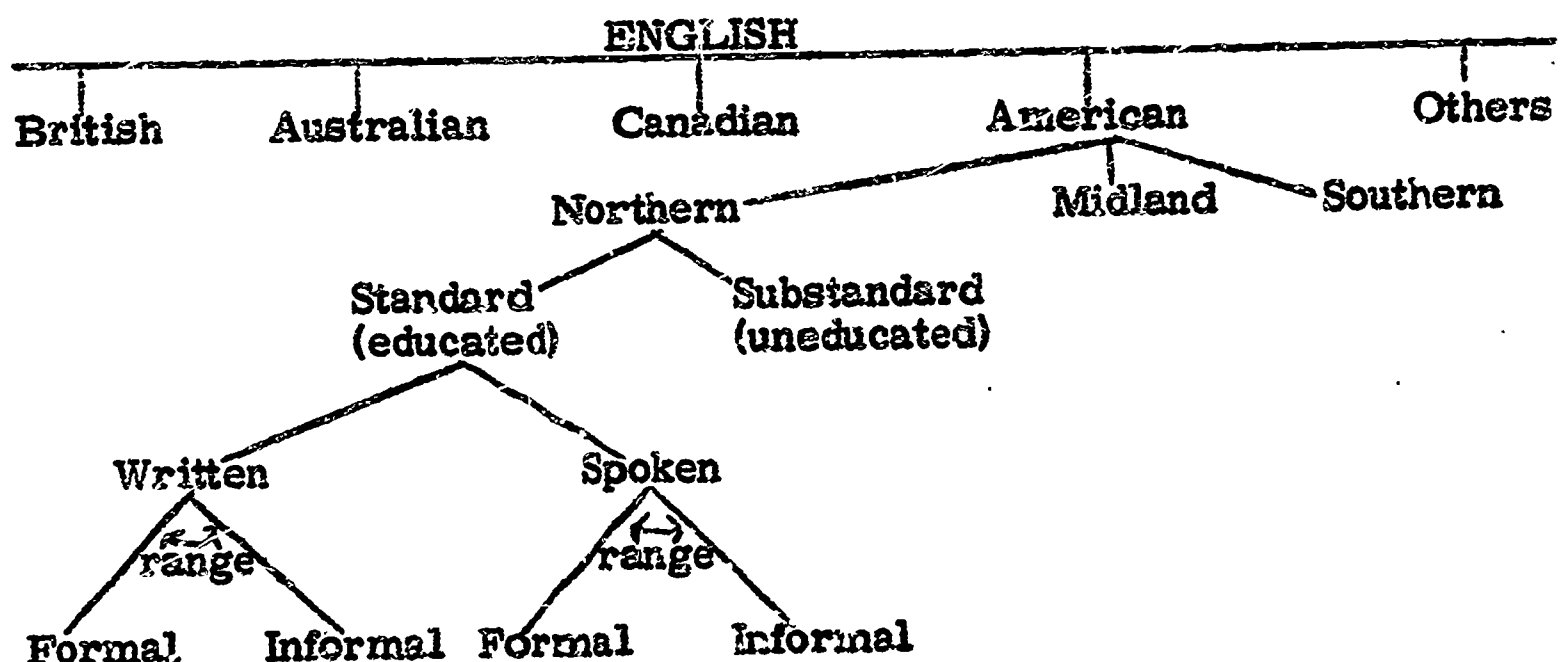 ENGLISH
British Australian Canadian American Others
Northern Midland Southern
Standard Substandard
(educated) (uneducated)
Written Spoken
range range
Formal Informal Formal Informal